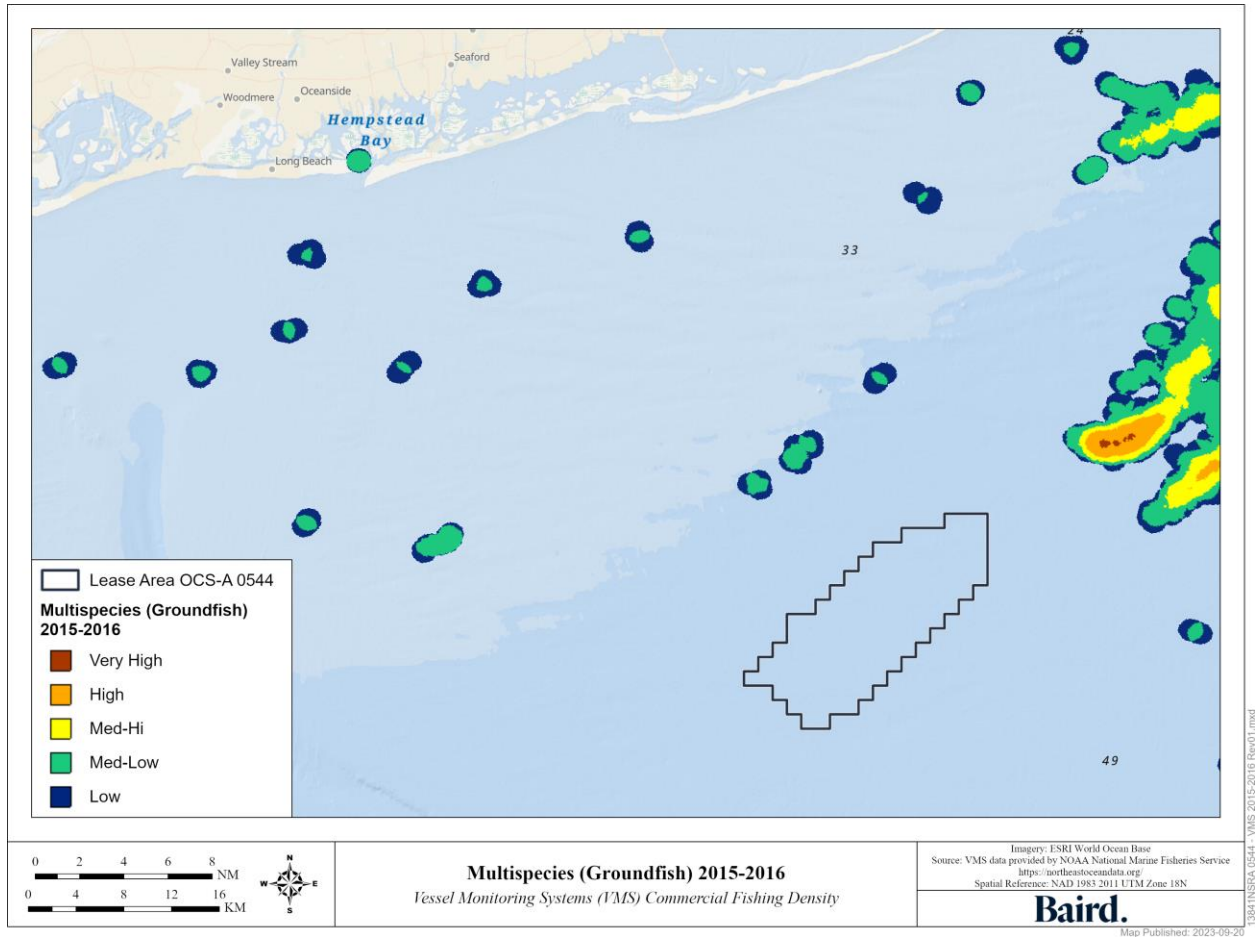 24
Seaford
Valley Stream
Oceanside
Woodmere
Hempstead
Bay
Long Beach
33
49
Lease Area OCS-A 0544
Multispecies (Groundfish)
2015-2016
Very High
High
Med-Hi
Med-Low
Low
0 2 4 6 8
NM
0 4 8 12 16
KM
N
W E
S
Multispecies (Groundfish) 2015-2016
Vessel Monitoring Systems (VMS) Commercial Fishing Density
Imagery: ESRI World Ocean Base
Source: VMS data provided by NOAA National Marine Fisheries Service
https://northeastoceandata.org/
Spatial Reference: NAD 1983 2011 UTM Zone 18N
Baird.
Map Published: 2023-09-20
13841NSRA 0544 - VMS 2015-2016 Rev01.mxd